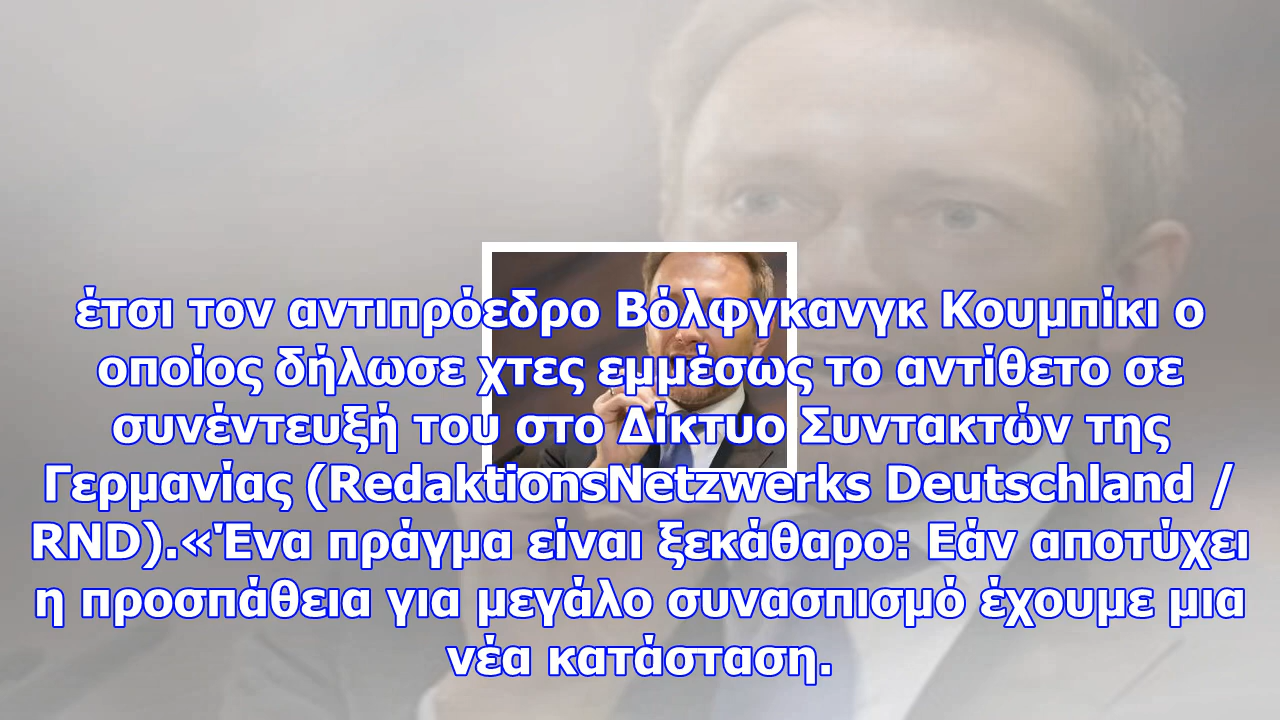 έτσι τον αντιπρόεδρο Βόλφγκανγκ Κουμπίκι ο
οποίος δήλωσε χτες εμμέσως το αντίθετο σε
συνέντευξή του στο Δίκτυο Συντακτών της
Γερμανίας (RedaktionsNetzwerks Deutschland /
RND).«Ένα πράγμα είναι ξεκάθαρο: Εάν αποτύχει
η προσπάθεια για μεγάλο συνασπισμό έχουμε μια
νέα κατάσταση.